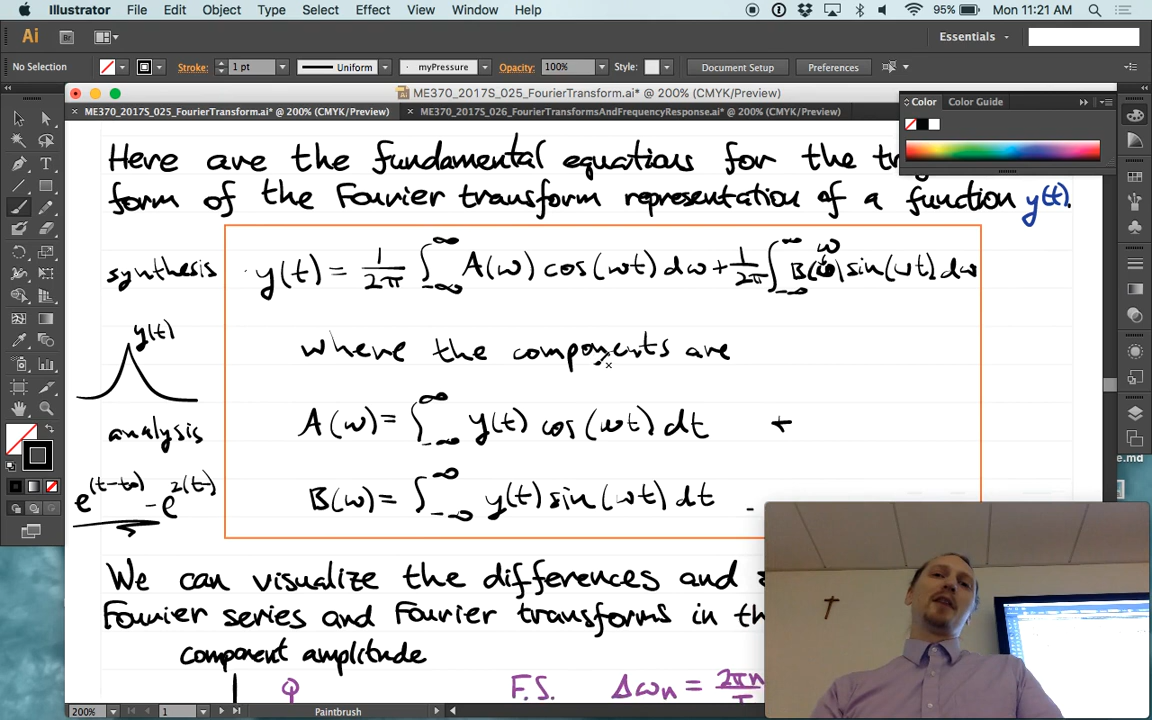 Illustrator File Edit Object Type Select Effect View Window Help 95% Mon 11:21 AM
Ai Br Essentials
No Selection Stroke: 1 pt Uniform myPressure Opacity: 100% Style: Document Setup Preferences
ME370_2017S_025_FourierTransform.ai* @ 200% (CMYK/Preview)
ME370_2017S_025_FourierTransform.ai* @ 200% (CMYK/Preview) ME370_2017S_026_FourierTransformsAndFrequencyResponse.ai* @ 200% (CMYK/Preview)
Color Color Guide
Here are the fundamental equations for the
form of the Fourier transform representation of a function y(t).
synthesis y(t) = 1/2π ∫_{-∞}^{∞} A(ω) cos(ωt) dω + 1/2π ∫_{-∞}^{∞} B(ω) sin(ωt) dω
y(t)
where the components are
analysis A(ω) = ∫_{-∞}^{∞} y(t) cos(ωt) dt +
B(ω) = ∫_{-∞}^{∞} y(t) sin(ωt) dt -
We can visualize the differences and
Fourier series and Fourier transforms in
component amplitude
F.S. Δω_n =
e.md
200% 1 Paintbrush